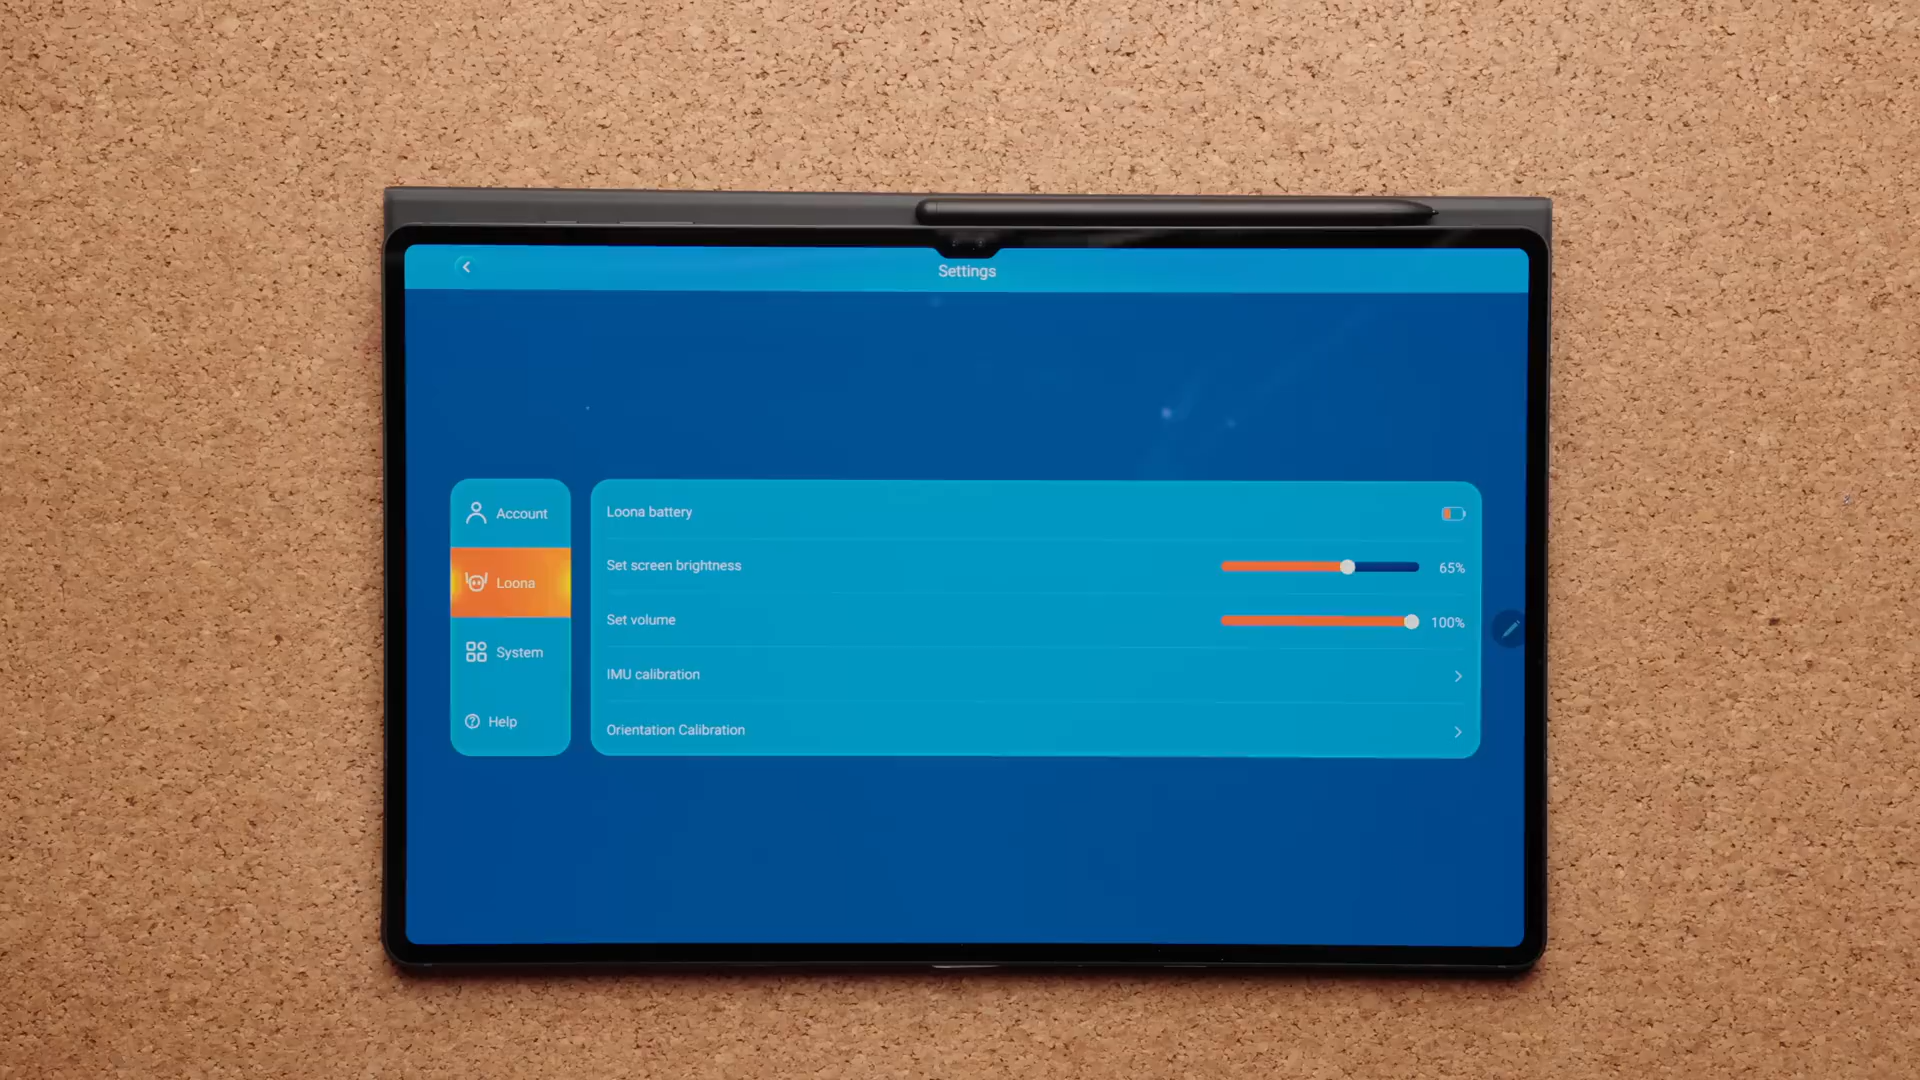 Settings
Account
Loona
System
Help
Loona battery
Set screen brightness
65%
Set volume
100%
IMU calibration
Orientation Calibration